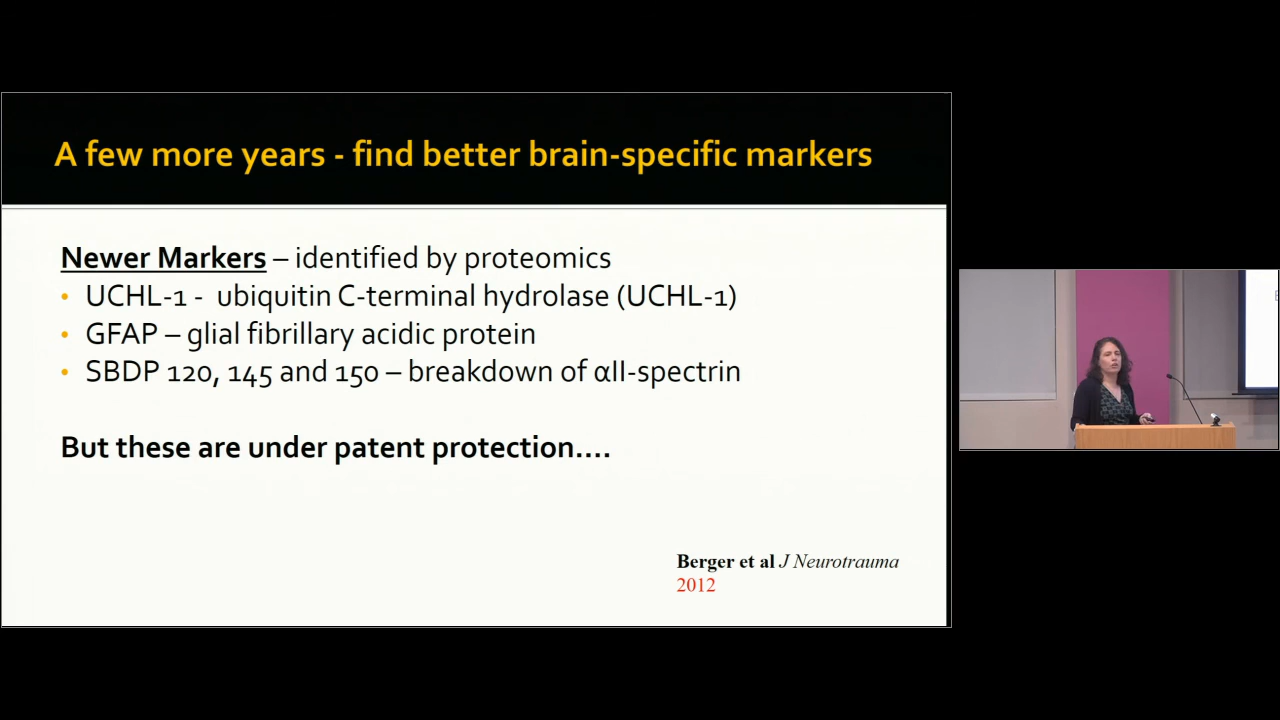 A few more years - find better brain-specific markers
Newer Markers – identified by proteomics
• UCHL-1 - ubiquitin C-terminal hydrolase (UCHL-1)
• GFAP – glial fibrillary acidic protein
• SBDP 120, 145 and 150 – breakdown of αII-spectrin
But these are under patent protection....
Berger et al J Neurotrauma
2012